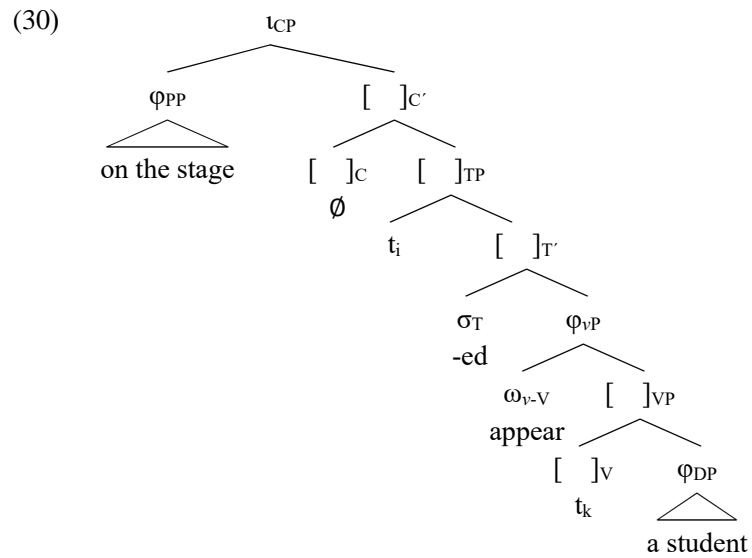 (30)
ιCP
φPP [ ]C′
on the stage [ ]C [ ]TP
∅
ti [ ]T′
σT φvP
-ed
ωv-V [ ]VP
appear
[ ]V φDP
tk
a student